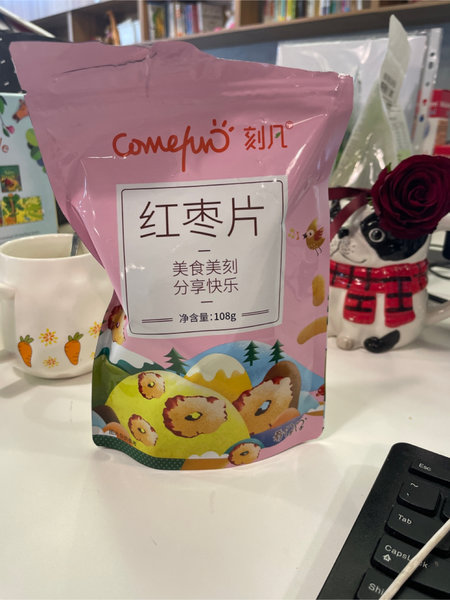 comefun 刻凡
红枣片
美食美刻
分享快乐
净含量:108g
Esc
~
Tab
CapsLock
Shi